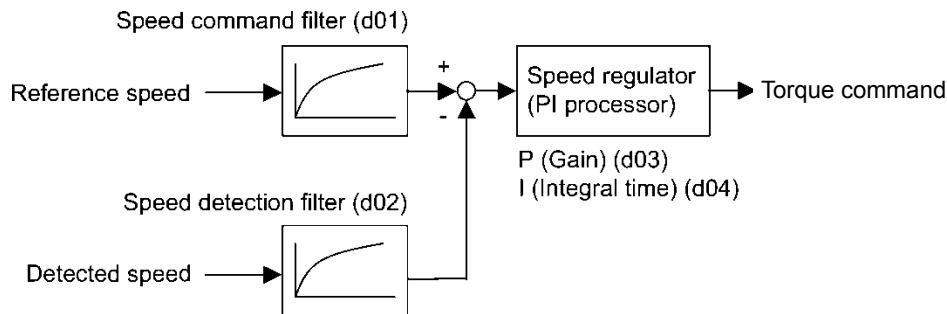 Speed command filter (d01)
Reference speed
+
-
Speed regulator
(PI processor)
Torque command
P (Gain) (d03)
I (Integral time) (d04)
Speed detection filter (d02)
Detected speed